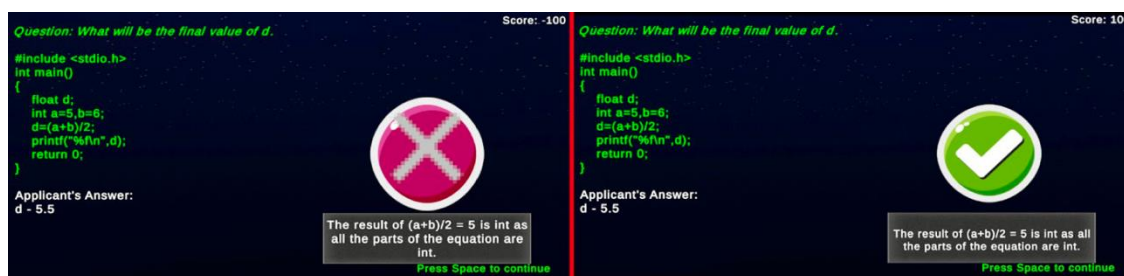 Score: -100
Question: What will be the final value of d.
#include <stdio.h>
int main()
{
float d;
int a=5,b=6;
d=(a+b)/2;
printf("%f\n",d);
return 0;
}
Applicant's Answer:
d - 5.5
The result of (a+b)/2 = 5 is int as
all the parts of the equation are
int.
Press Space to continue
Score: 10
Question: What will be the final value of d.
#include <stdio.h>
int main()
{
float d;
int a=5,b=6;
d=(a+b)/2;
printf("%f\n",d);
return 0;
}
Applicant's Answer:
d - 5.5
The result of (a+b)/2 = 5 is int as all
the parts of the equation are int.
Press Space to continue